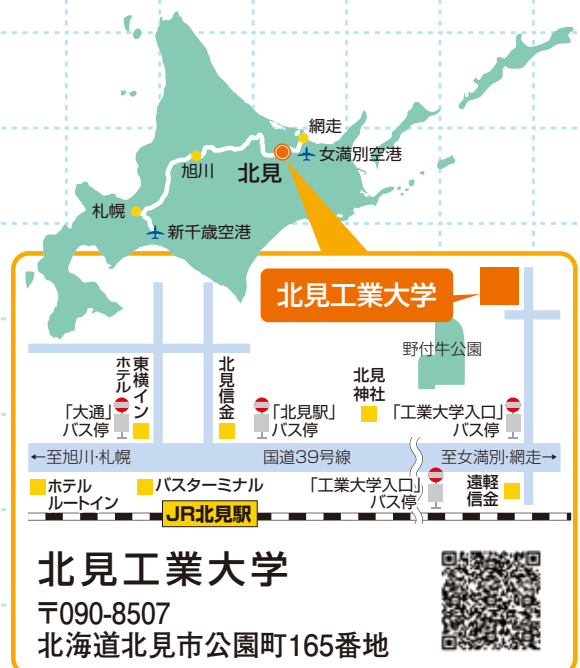 網走
女満別空港
旭川
北見
札幌
新千歳空港
北見工業大学
野付牛公園
東横イン
ホテル
北見信金
北見
神社
「大通」
バス停
「北見駅」
バス停
「工業大学入口」
バス停
←至旭川・札幌
国道39号線
至女満別・網走→
ホテル
ルートイン
バスターミナル
「工業大学入口」
バス停
遠軽
信金
JR北見駅
北見工業大学
〒090-8507
北海道北見市公園町165番地